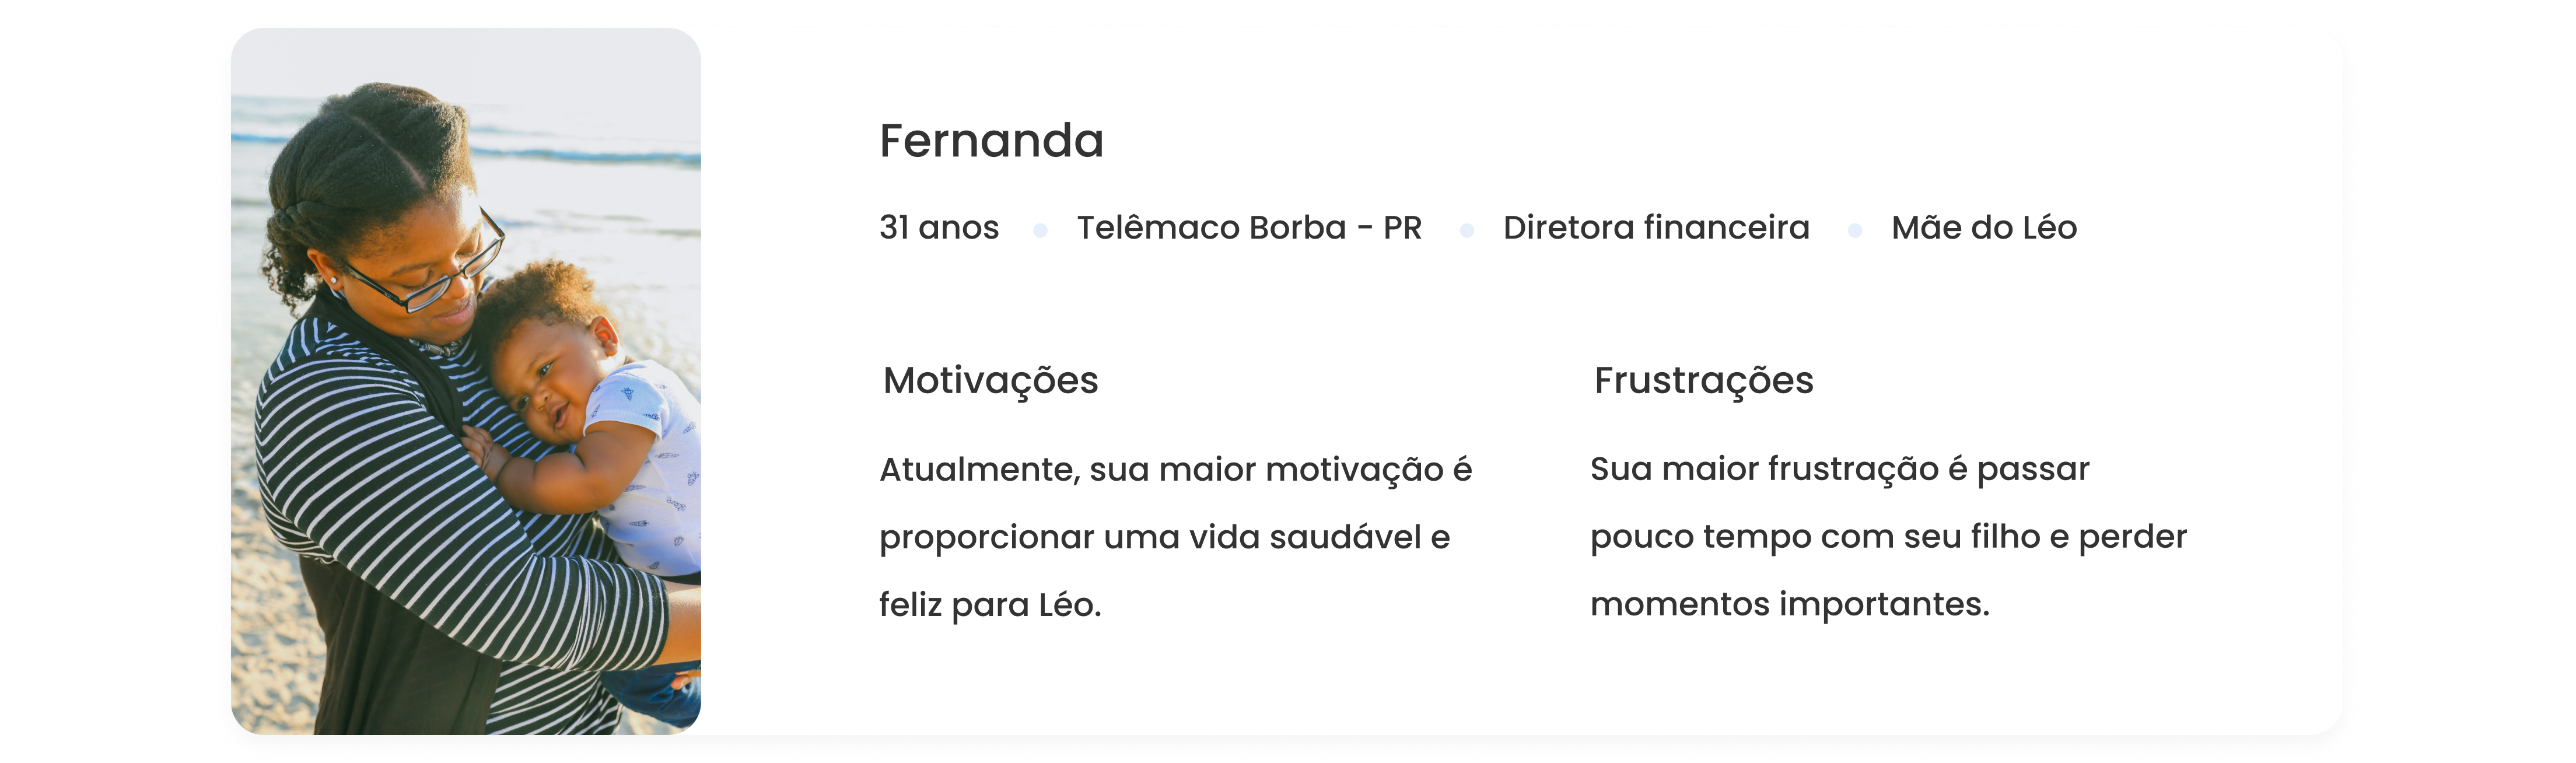 Fernanda
31 anos
Telêmaco Borba - PR
Diretora financeira
Mãe do Léo
Motivações
Atualmente, sua maior motivação é
proporcionar uma vida saudável e
feliz para Léo.
Frustrações
Sua maior frustração é passar
pouco tempo com seu filho e perder
momentos importantes.